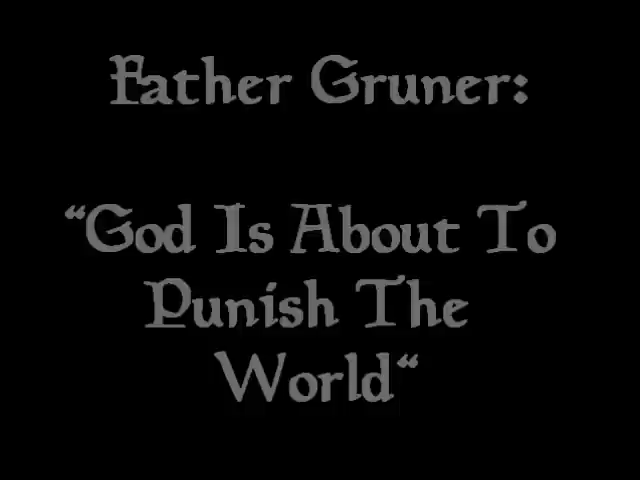 Father Gruner:
“God Is About To
Punish The
World“